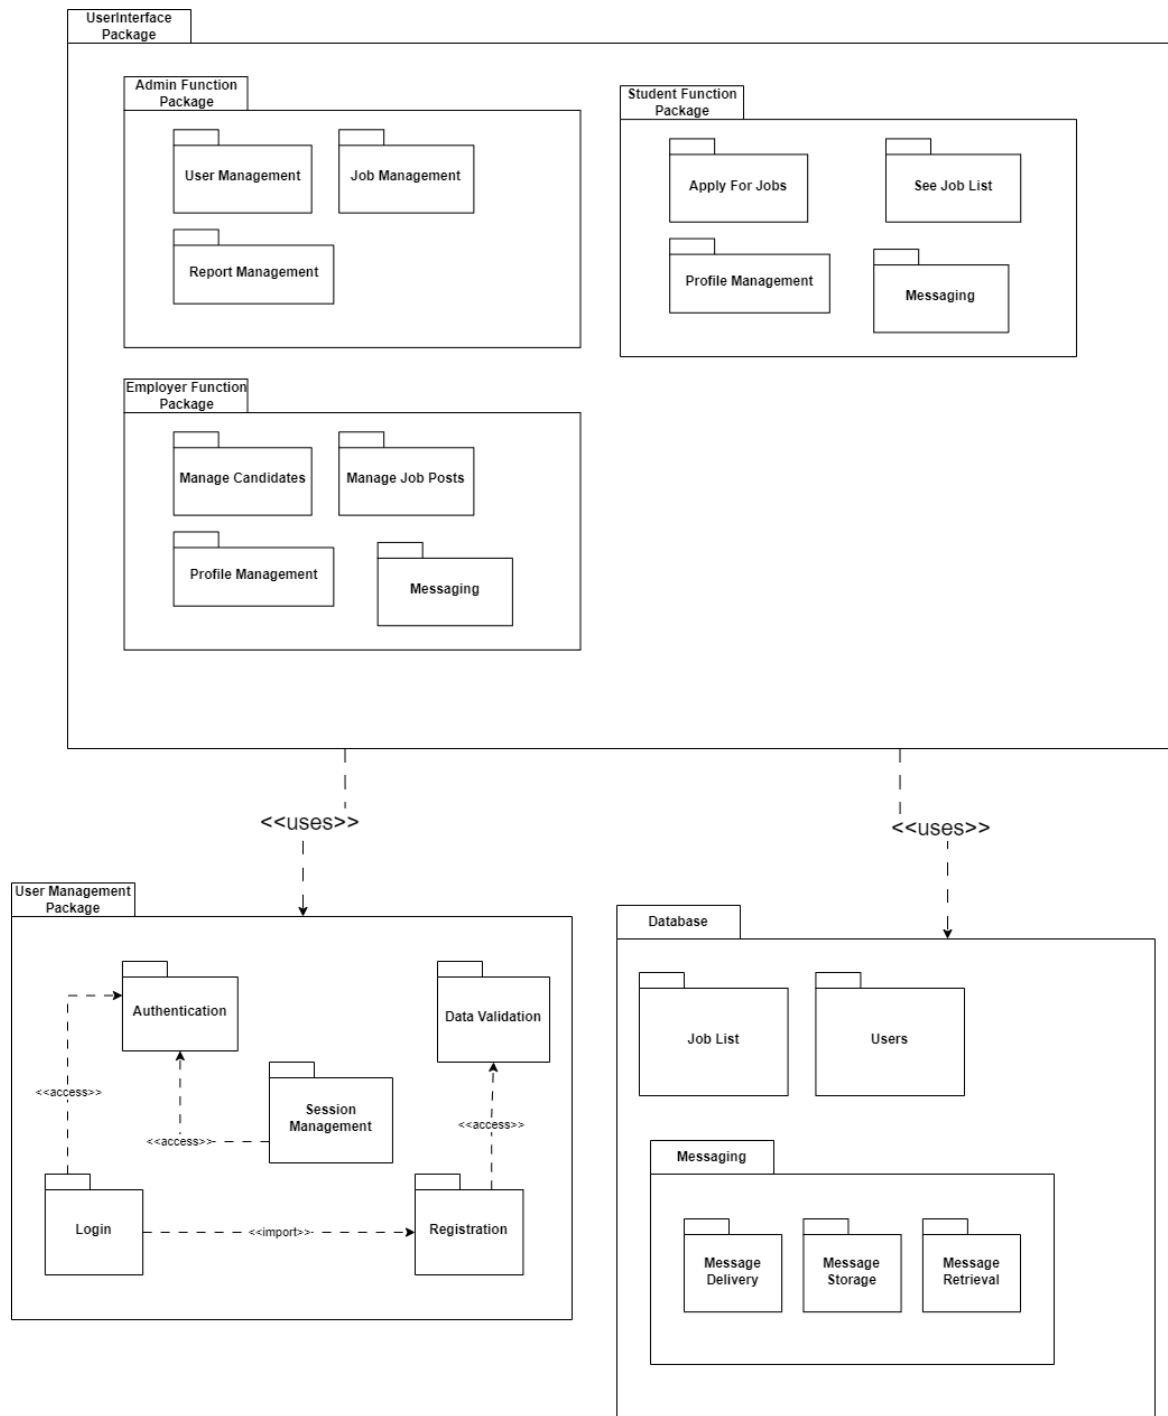 UserInterface
Package
Admin Function
Package
User Management
Job Management
Report Management
Student Function
Package
Apply For Jobs
See Job List
Profile Management
Messaging
Employer Function
Package
Manage Candidates
Manage Job Posts
Profile Management
Messaging
<<uses>>
<<uses>>
User Management
Package
Authentication
Data Validation
<<access>>
Session
Management
<<access>>
<<access>>
Login
<<import>>
Registration
Database
Job List
Users
Messaging
Message
Delivery
Message
Storage
Message
Retrieval